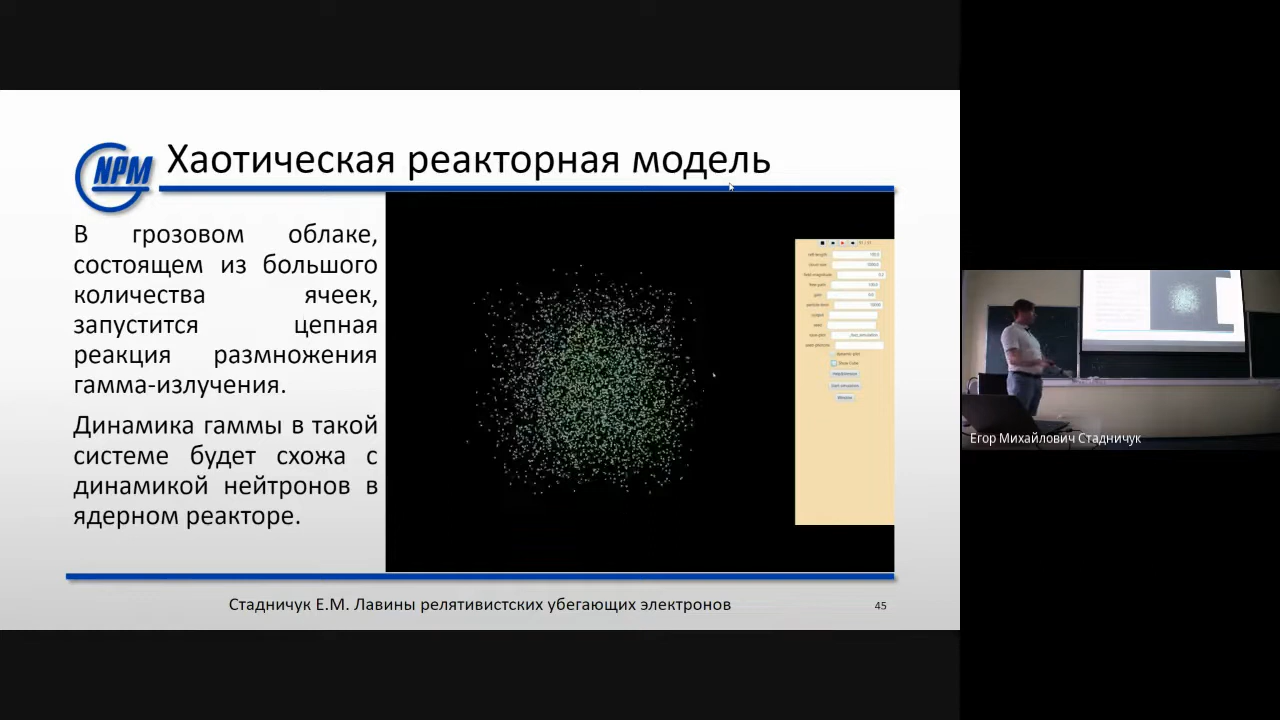 NPM
Хаотическая реакторная модель
В грозовом облаке,
состоящем из большого
количества ячеек,
запустится цепная
реакция размножения
гамма-излучения.
Динамика гаммы в такой
системе будет схожа с
динамикой нейтронов в
ядерном реакторе.
Стадничук Е.М. Лавины релятивистских убегающих электронов
45
Егор Михайлович Стадничук